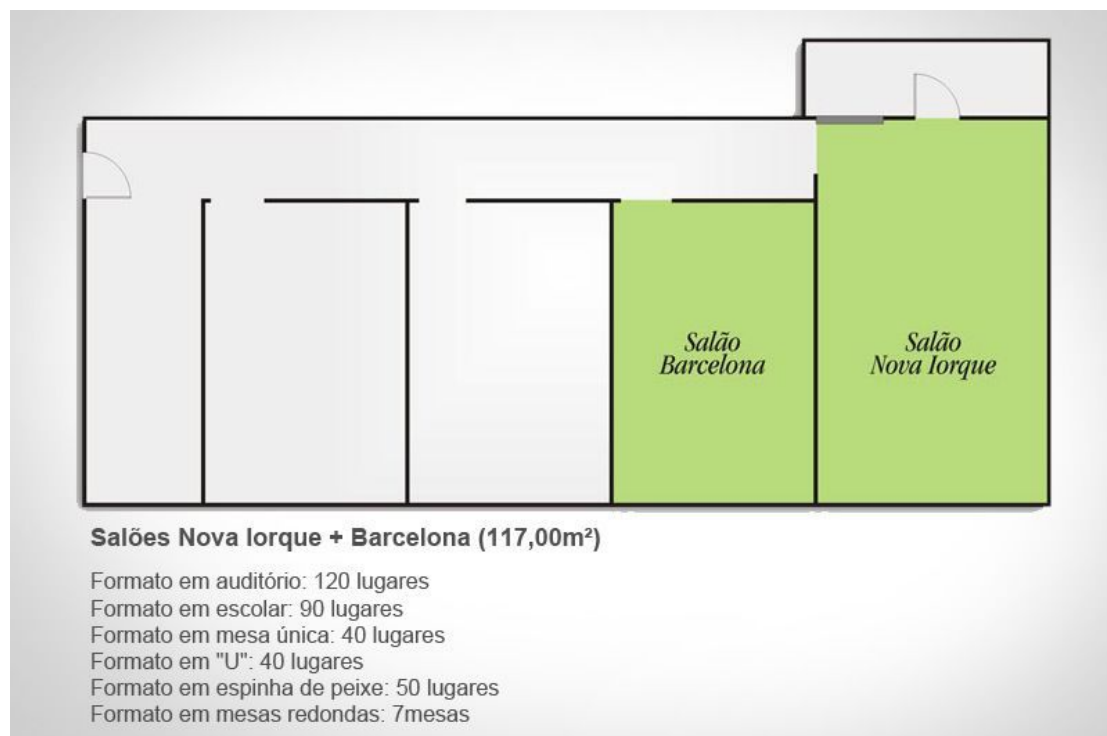 Salão
Barcelona
Salão
Nova Iorque
Salões Nova Iorque + Barcelona (117,00m²)
Formato em auditório: 120 lugares
Formato em escolar: 90 lugares
Formato em mesa única: 40 lugares
Formato em "U": 40 lugares
Formato em espinha de peixe: 50 lugares
Formato em mesas redondas: 7mesas